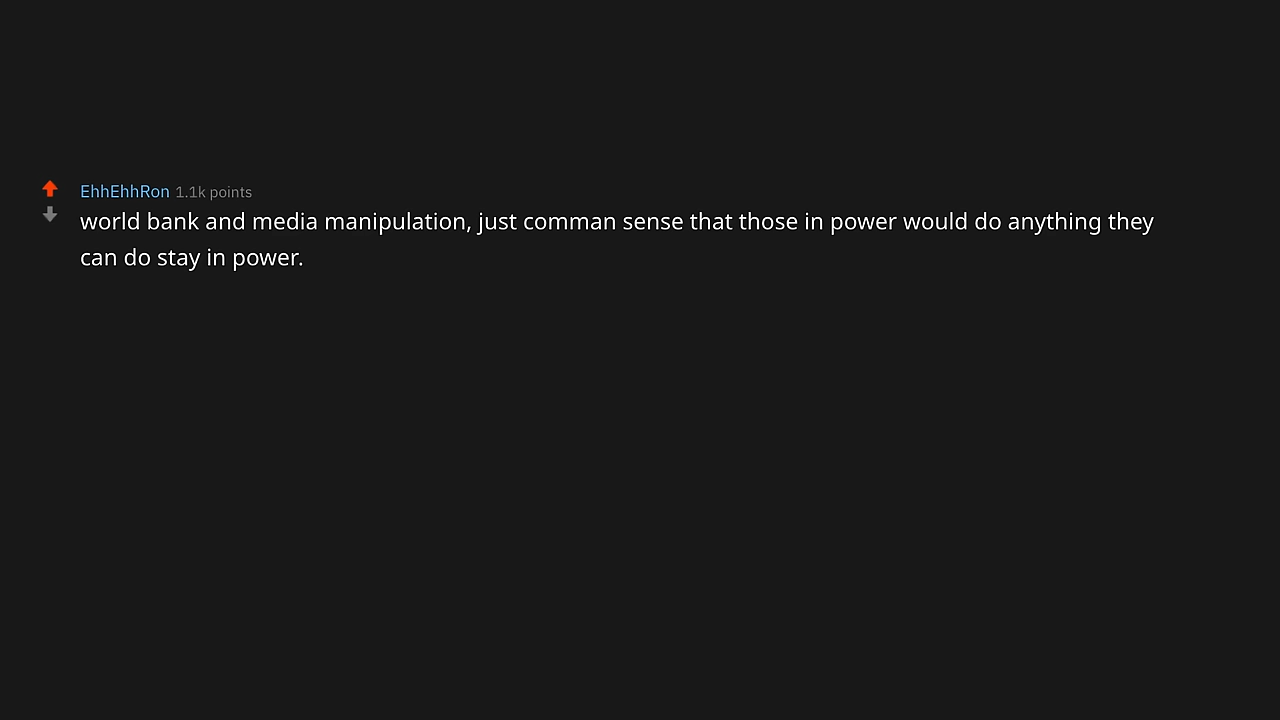 EhhEhhRon 1.1k points
world bank and media manipulation, just comman sense that those in power would do anything they
can do stay in power.